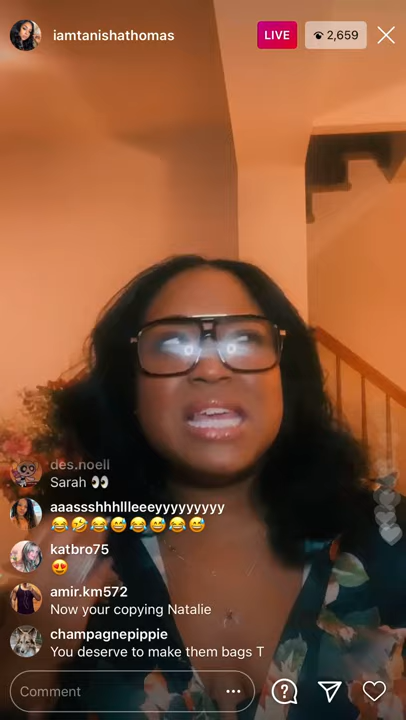 iamtanishathomas
LIVE
2,659
des.noell
Sarah 👀
aaassshhhllleeeyyyyyyyyy
😂🤣😂😅😂😅😂😅
katbro75
😍
amir.km572
Now your copying Natalie
champagnepippie
You deserve to make them bags T
Comment